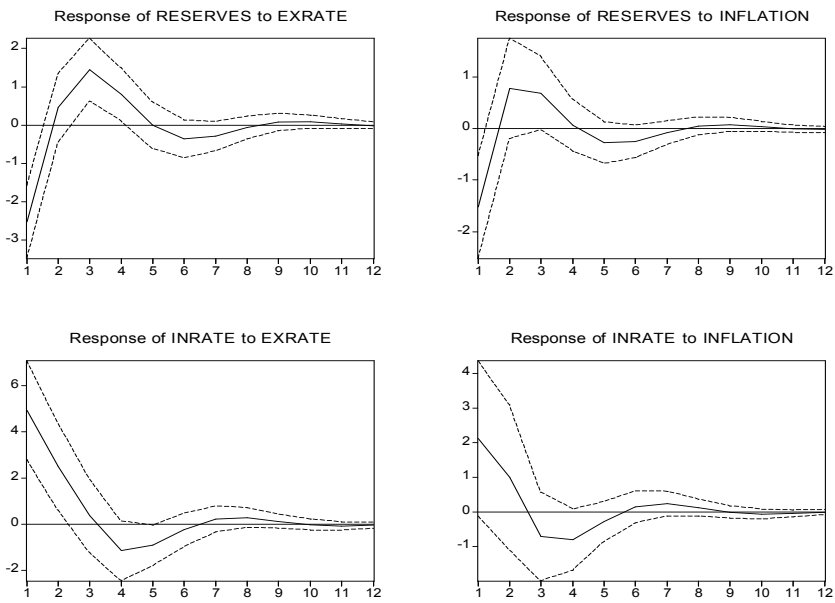 Response of RESERVES to EXRATE
2
1
0
-1
-2
-3
1 2 3 4 5 6 7 8 9 10 11 12
Response of RESERVES to INFLATION
1
0
-1
-2
1 2 3 4 5 6 7 8 9 10 11 12
Response of INRATE to EXRATE
6
4
2
0
-2
1 2 3 4 5 6 7 8 9 10 11 12
Response of INRATE to INFLATION
4
3
2
1
0
-1
1 2 3 4 5 6 7 8 9 10 11 12